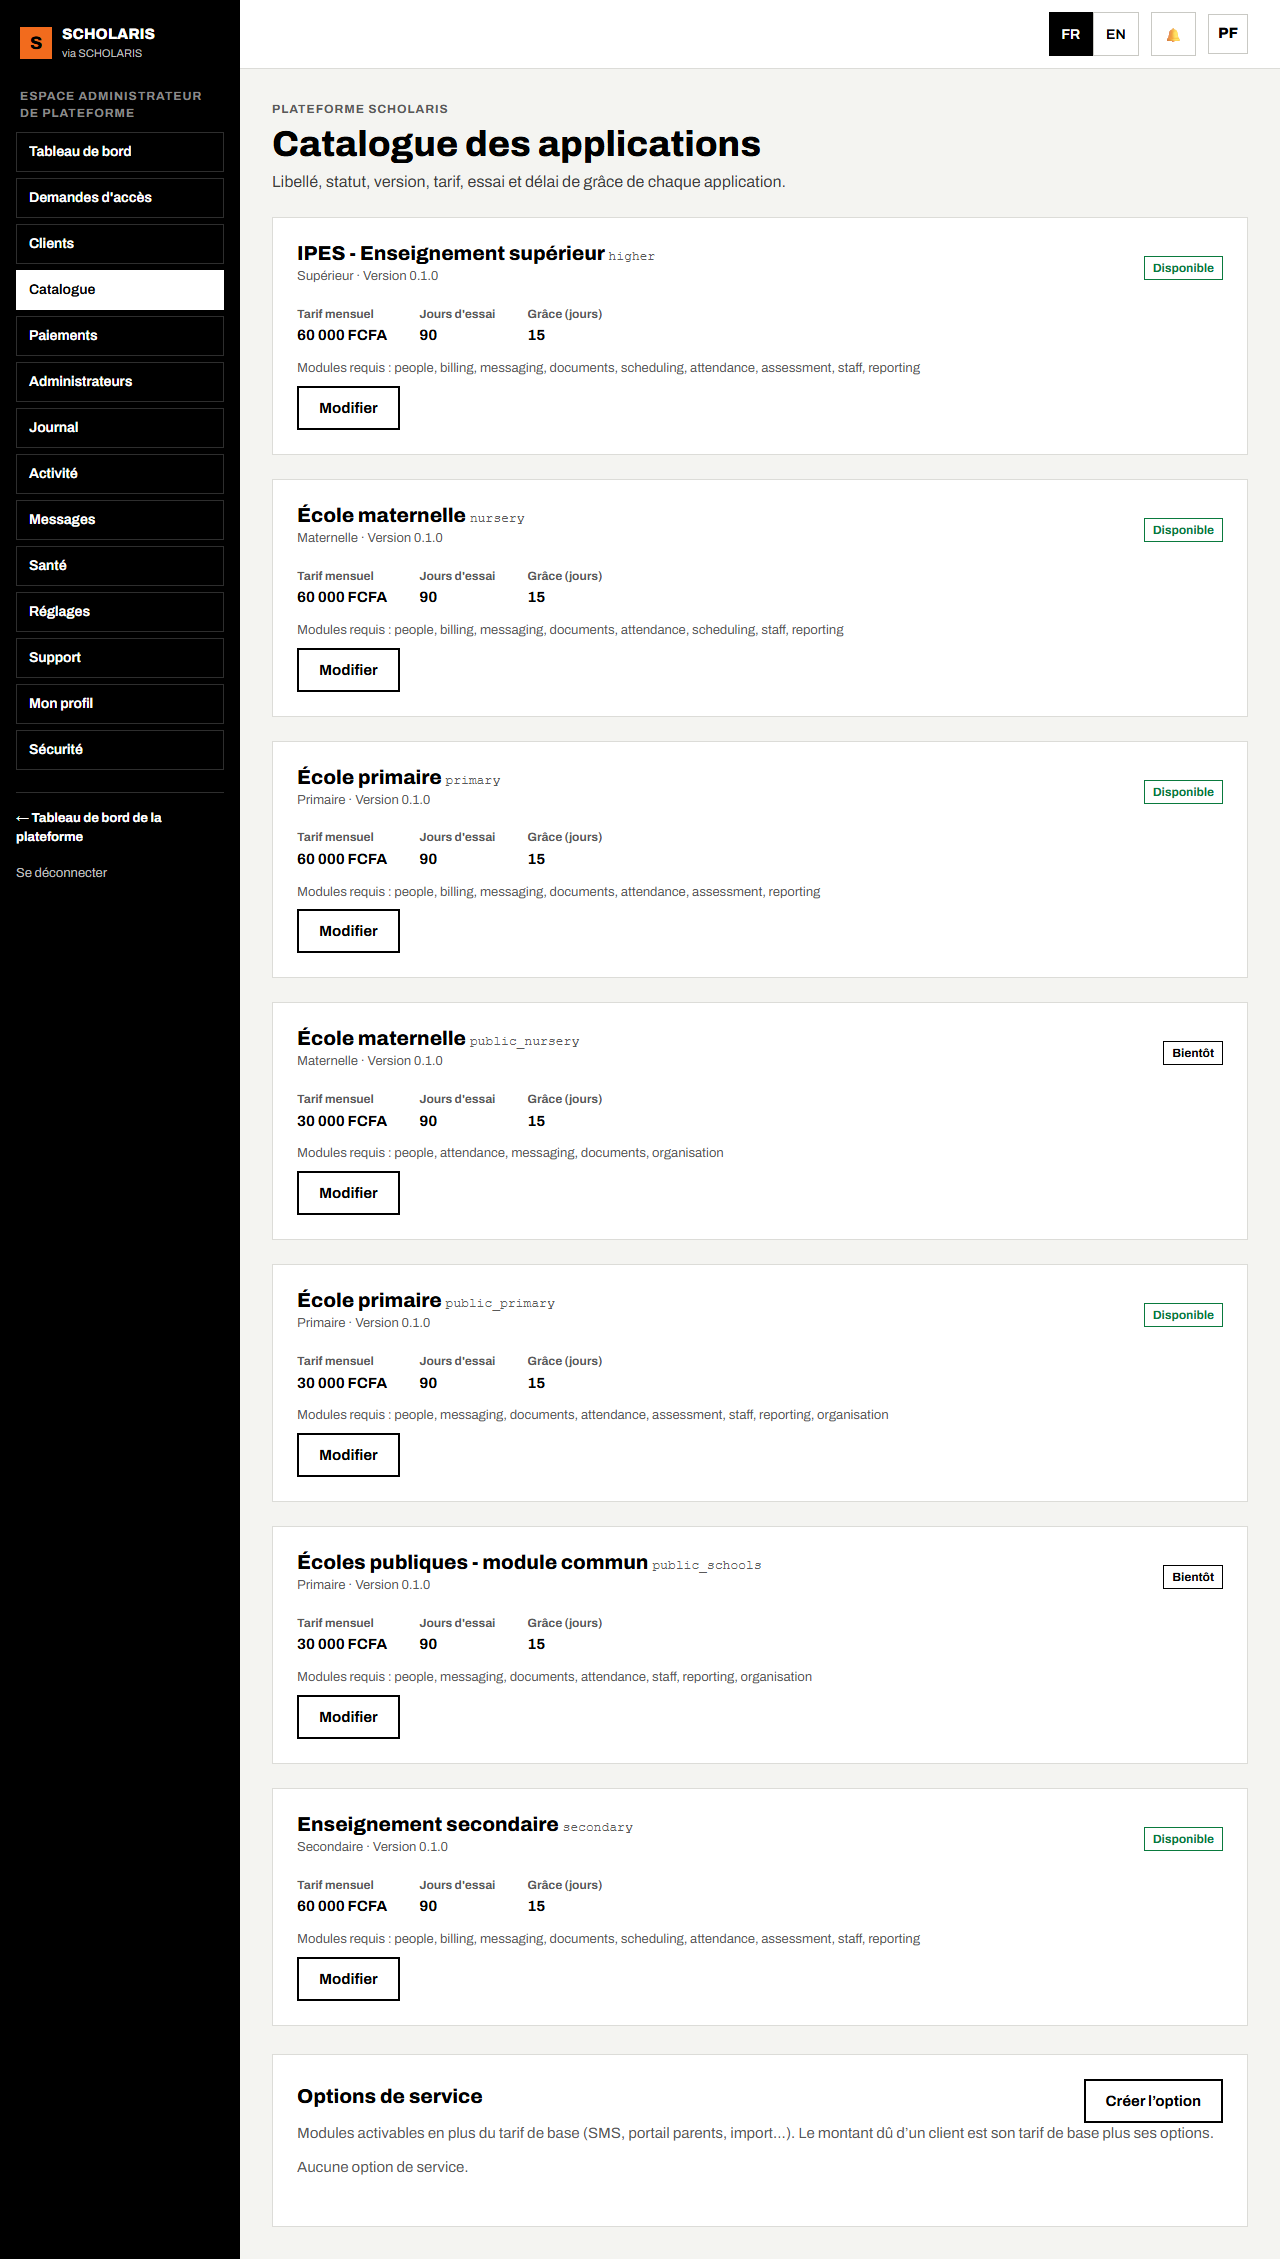 S
SCHOLARIS
via SCHOLARIS
ESPACE ADMINISTRATEUR
DE PLATEFORME
Tableau de bord
Demandes d'accès
Clients
Catalogue
Paiements
Administrateurs
Journal
Activité
Messages
Santé
Réglages
Support
Mon profil
Sécurité
← Tableau de bord de la
plateforme
Se déconnecter
FR
EN
PF
PLATEFORME SCHOLARIS
Catalogue des applications
Libellé, statut, version, tarif, essai et délai de grâce de chaque application.
IPES - Enseignement supérieur higher
Supérieur · Version 0.1.0
Disponible
Tarif mensuel Jours d'essai Grâce (jours)
60 000 FCFA 90 15
Modules requis : people, billing, messaging, documents, scheduling, attendance, assessment, staff, reporting
Modifier
École maternelle nursery
Maternelle · Version 0.1.0
Disponible
Tarif mensuel Jours d'essai Grâce (jours)
60 000 FCFA 90 15
Modules requis : people, billing, messaging, documents, attendance, scheduling, staff, reporting
Modifier
École primaire primary
Primaire · Version 0.1.0
Disponible
Tarif mensuel Jours d'essai Grâce (jours)
60 000 FCFA 90 15
Modules requis : people, billing, messaging, documents, attendance, assessment, reporting
Modifier
École maternelle public_nursery
Maternelle · Version 0.1.0
Bientôt
Tarif mensuel Jours d'essai Grâce (jours)
30 000 FCFA 90 15
Modules requis : people, attendance, messaging, documents, organisation
Modifier
École primaire public_primary
Primaire · Version 0.1.0
Disponible
Tarif mensuel Jours d'essai Grâce (jours)
30 000 FCFA 90 15
Modules requis : people, messaging, documents, attendance, assessment, staff, reporting, organisation
Modifier
Écoles publiques - module commun public_schools
Primaire · Version 0.1.0
Bientôt
Tarif mensuel Jours d'essai Grâce (jours)
30 000 FCFA 90 15
Modules requis : people, messaging, documents, attendance, staff, reporting, organisation
Modifier
Enseignement secondaire secondary
Secondaire · Version 0.1.0
Disponible
Tarif mensuel Jours d'essai Grâce (jours)
60 000 FCFA 90 15
Modules requis : people, billing, messaging, documents, scheduling, attendance, assessment, staff, reporting
Modifier
Options de service
Créer l’option
Modules activables en plus du tarif de base (SMS, portail parents, import…). Le montant dû d’un client est son tarif de base plus ses options.
Aucune option de service.